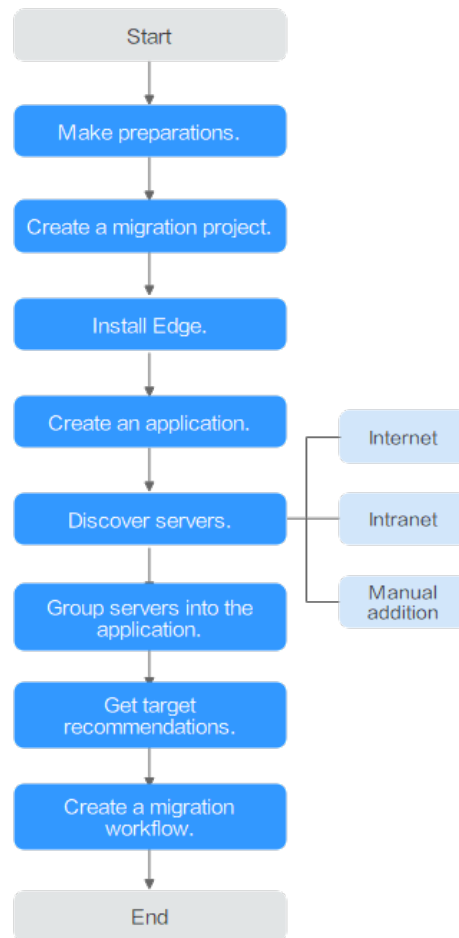 Start
Make preparations.
Create a migration project.
Install Edge.
Create an application.
Internet
Discover servers.
Intranet
Manual
addition
Group servers into the
application.
Get target
recommendations.
Create a migration
workflow.
End